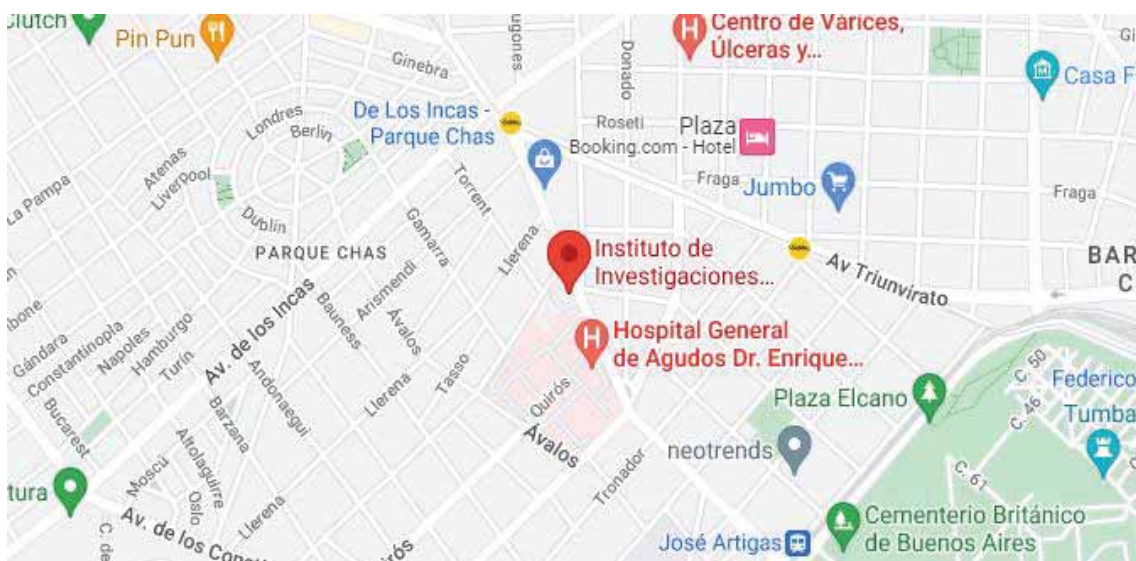 Clutch
Pin Pun
Ginebra
Donado
Centro de Várices,
Úlceras y...
Casa F
Londres
Berlin
De Los Incas -
Parque Chas
Roseti
Plaza
Booking.com - Hotel
Atenas
Liverpool
La Pampa
Dublin
Torrent
Fraga
Jumbo
Fraga
PARQUE CHAS
Gamarra
Llerena
Instituto de
Investigaciones...
Av Triunvirato
BAR
C
Arismendi
Bauness
Ávalos
Av. de los Incas
Gándara
Constantinopla
Napoles
Hamburgo
Turín
Hospital General
de Agudos Dr. Enrique...
Llerena
Tasso
Andonaegui
Barzana
Quirós
Plaza Elcano
C. 50
C. 46
Federico
Tumba
Bucarest
Ávalos
neotrends
Moscú
Altolaguirre
Oslo
Llerena
Tronador
C. 61
tura
Av. de los Const
C. de
José Artigas
Cementerio Británico
de Buenos Aires